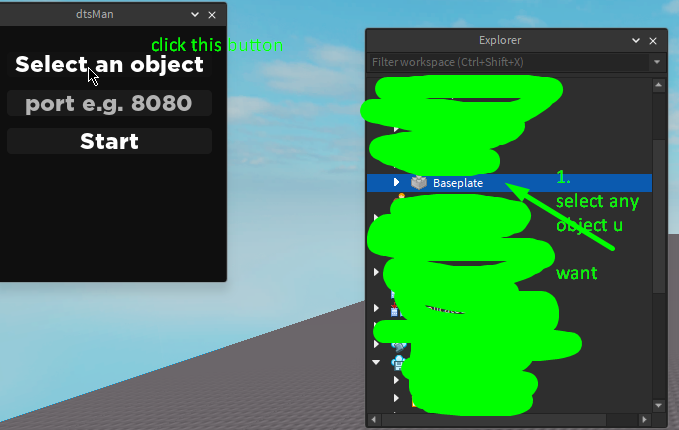 dtsMan
click this button
Select an object
port e.g. 8080
Start
Explorer
Filter workspace (Ctrl+Shift+X)
Baseplate
1.
select any
object u
want